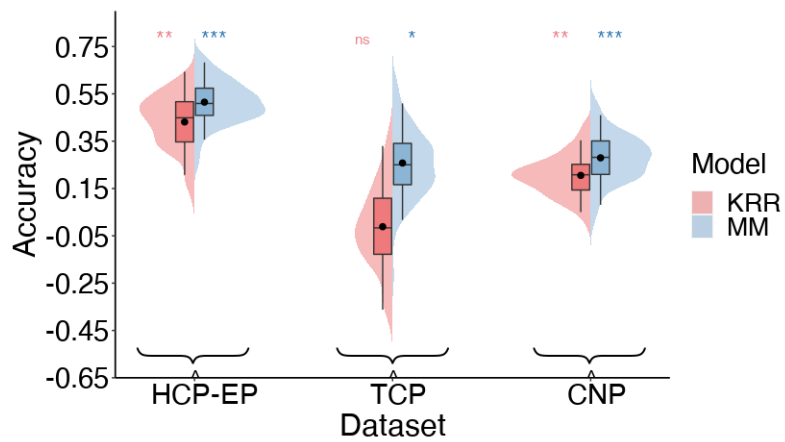 ** *** ns * ** ***
0.75
0.55
0.35
0.15
-0.05
-0.25
-0.45
-0.65
Accuracy
HCP-EP TCP CNP
Dataset
Model
KRR
MM